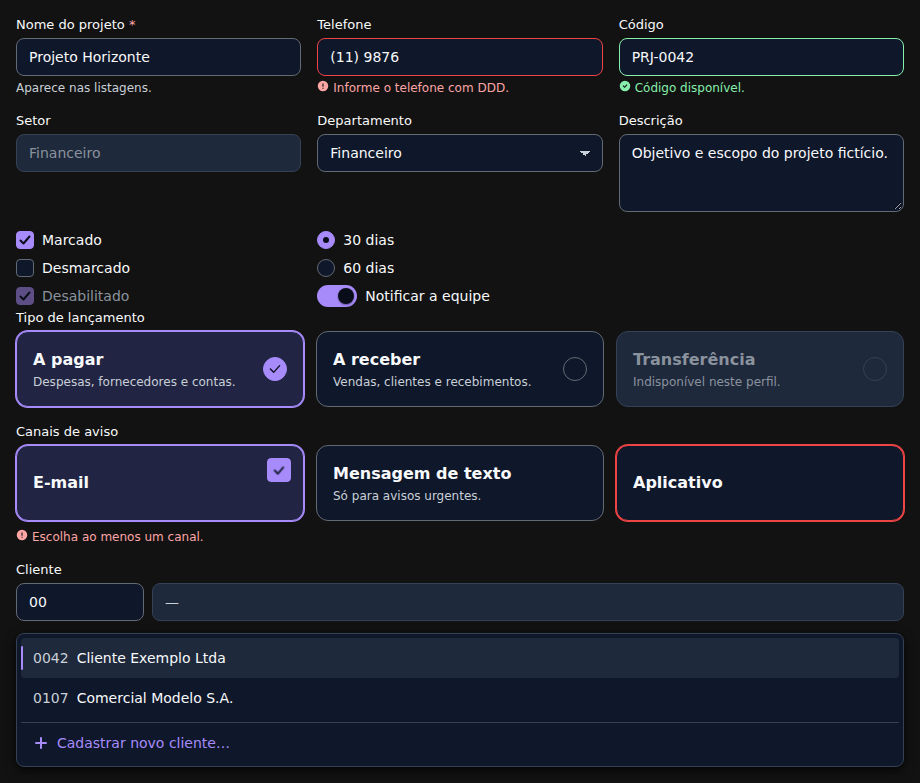 Nome do projeto *
Telefone
Código
Projeto Horizonte
(11) 9876
PRJ-0042
Aparece nas listagens.
Informe o telefone com DDD.
Código disponível.
Setor
Departamento
Descrição
Financeiro
Financeiro
Objetivo e escopo do projeto fictício.
Marcado
30 dias
Desmarcado
60 dias
Desabilitado
Notificar a equipe
Tipo de lançamento
A pagar
Despesas, fornecedores e contas.
A receber
Vendas, clientes e recebimentos.
Transferência
Indisponível neste perfil.
Canais de aviso
E-mail
Mensagem de texto
Só para avisos urgentes.
Aplicativo
Escolha ao menos um canal.
Cliente
00
—
0042 Cliente Exemplo Ltda
0107 Comercial Modelo S.A.
+ Cadastrar novo cliente…